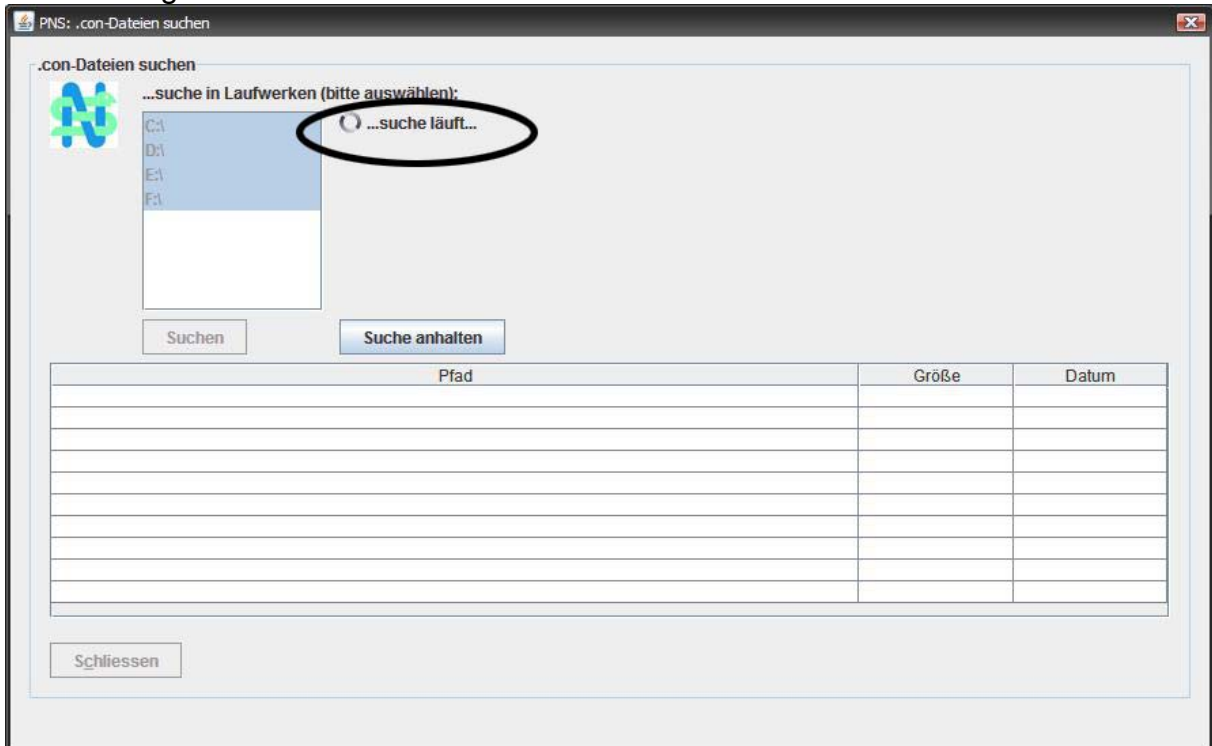 PNS: .con-Dateien suchen
.con-Dateien suchen
...suche in Laufwerken (bitte auswählen):
C:\
...suche läuft...
D:\
E:\
F:\
Suchen
Suche anhalten
Pfad Größe Datum
Schliessen